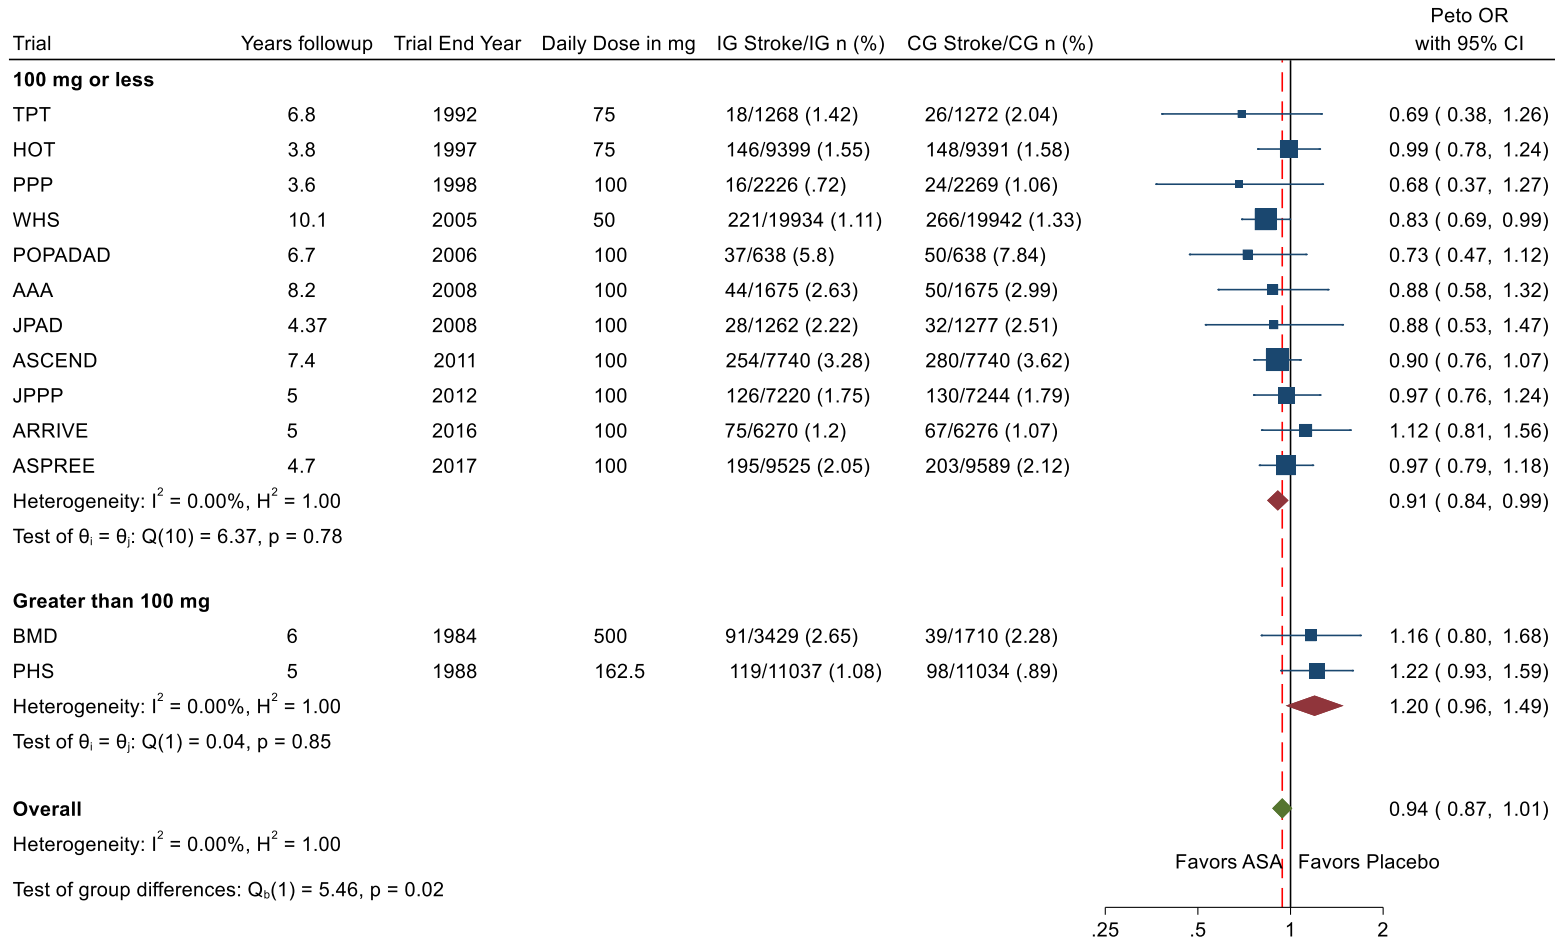 Peto OR
Trial Years followup Trial End Year Daily Dose in mg IG Stroke/IG n (%) CG Stroke/CG n (%) with 95% CI
100 mg or less
TPT 6.8 1992 75 18/1268 (1.42) 26/1272 (2.04) 0.69 ( 0.38, 1.26)
HOT 3.8 1997 75 146/9399 (1.55) 148/9391 (1.58) 0.99 ( 0.78, 1.24)
PPP 3.6 1998 100 16/2226 (.72) 24/2269 (1.06) 0.68 ( 0.37, 1.27)
WHS 10.1 2005 50 221/19934 (1.11) 266/19942 (1.33) 0.83 ( 0.69, 0.99)
POPADAD 6.7 2006 100 37/638 (5.8) 50/638 (7.84) 0.73 ( 0.47, 1.12)
AAA 8.2 2008 100 44/1675 (2.63) 50/1675 (2.99) 0.88 ( 0.58, 1.32)
JPAD 4.37 2008 100 28/1262 (2.22) 32/1277 (2.51) 0.88 ( 0.53, 1.47)
ASCEND 7.4 2011 100 254/7740 (3.28) 280/7740 (3.62) 0.90 ( 0.76, 1.07)
JPPP 5 2012 100 126/7220 (1.75) 130/7244 (1.79) 0.97 ( 0.76, 1.24)
ARRIVE 5 2016 100 75/6270 (1.2) 67/6276 (1.07) 1.12 ( 0.81, 1.56)
ASPREE 4.7 2017 100 195/9525 (2.05) 203/9589 (2.12) 0.97 ( 0.79, 1.18)
Heterogeneity: I² = 0.00%, H² = 1.00 0.91 ( 0.84, 0.99)
Test of θᵢ = θⱼ: Q(10) = 6.37, p = 0.78
Greater than 100 mg
BMD 6 1984 500 91/3429 (2.65) 39/1710 (2.28) 1.16 ( 0.80, 1.68)
PHS 5 1988 162.5 119/11037 (1.08) 98/11034 (.89) 1.22 ( 0.93, 1.59)
Heterogeneity: I² = 0.00%, H² = 1.00 1.20 ( 0.96, 1.49)
Test of θᵢ = θⱼ: Q(1) = 0.04, p = 0.85
Overall 0.94 ( 0.87, 1.01)
Heterogeneity: I² = 0.00%, H² = 1.00
Favors ASA Favors Placebo
Test of group differences: Q_b(1) = 5.46, p = 0.02
.25 .5 1 2